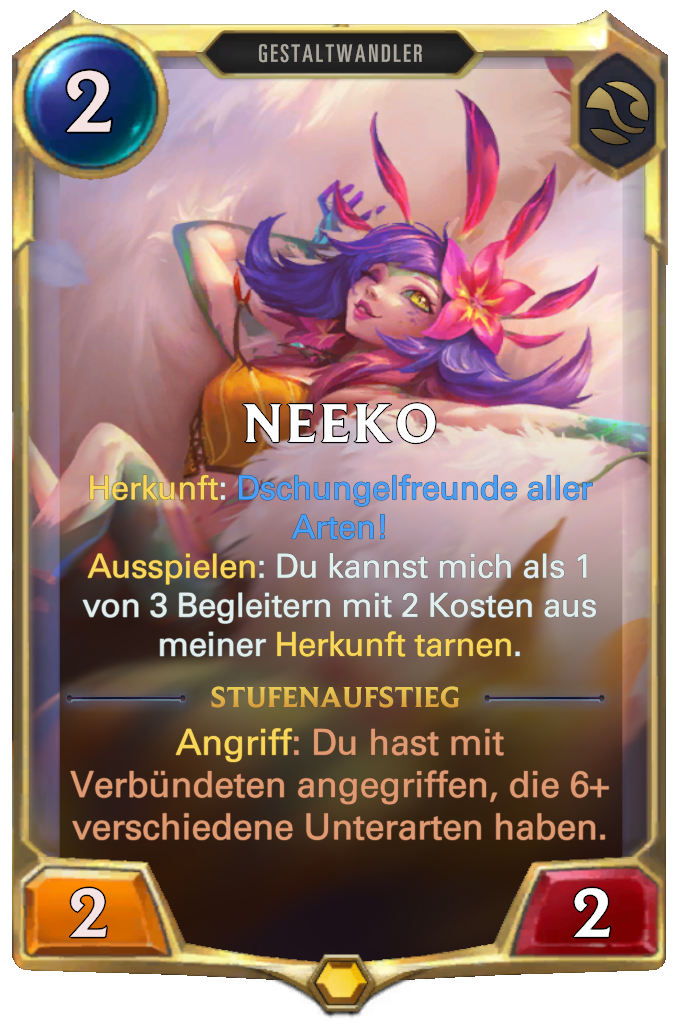 GESTALTWANDLER
2
NEEKO
Herkunft: Dschungelfreunde aller
Arten!
Ausspielen: Du kannst mich als 1
von 3 Begleitern mit 2 Kosten aus
meiner Herkunft tarnen.
STUFENAUFSTIEG
Angriff: Du hast mit
Verbündeten angegriffen, die 6+
verschiedene Unterarten haben.
2
2